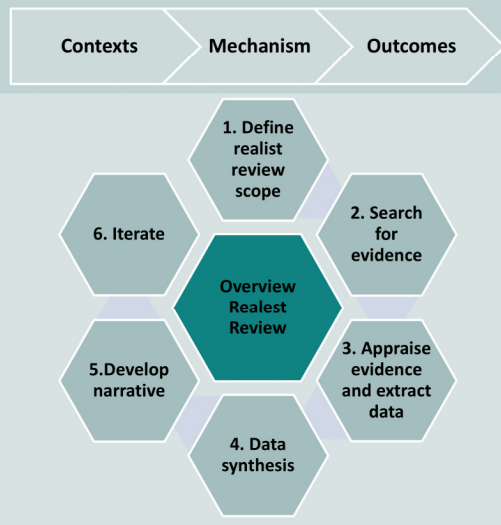 Contexts
Mechanism
Outcomes
1. Define
realist
review
scope
2. Search
for
evidence
3. Appraise
evidence
and extract
data
4. Data
synthesis
5.Develop
narrative
6. Iterate
Overview
Realest
Review